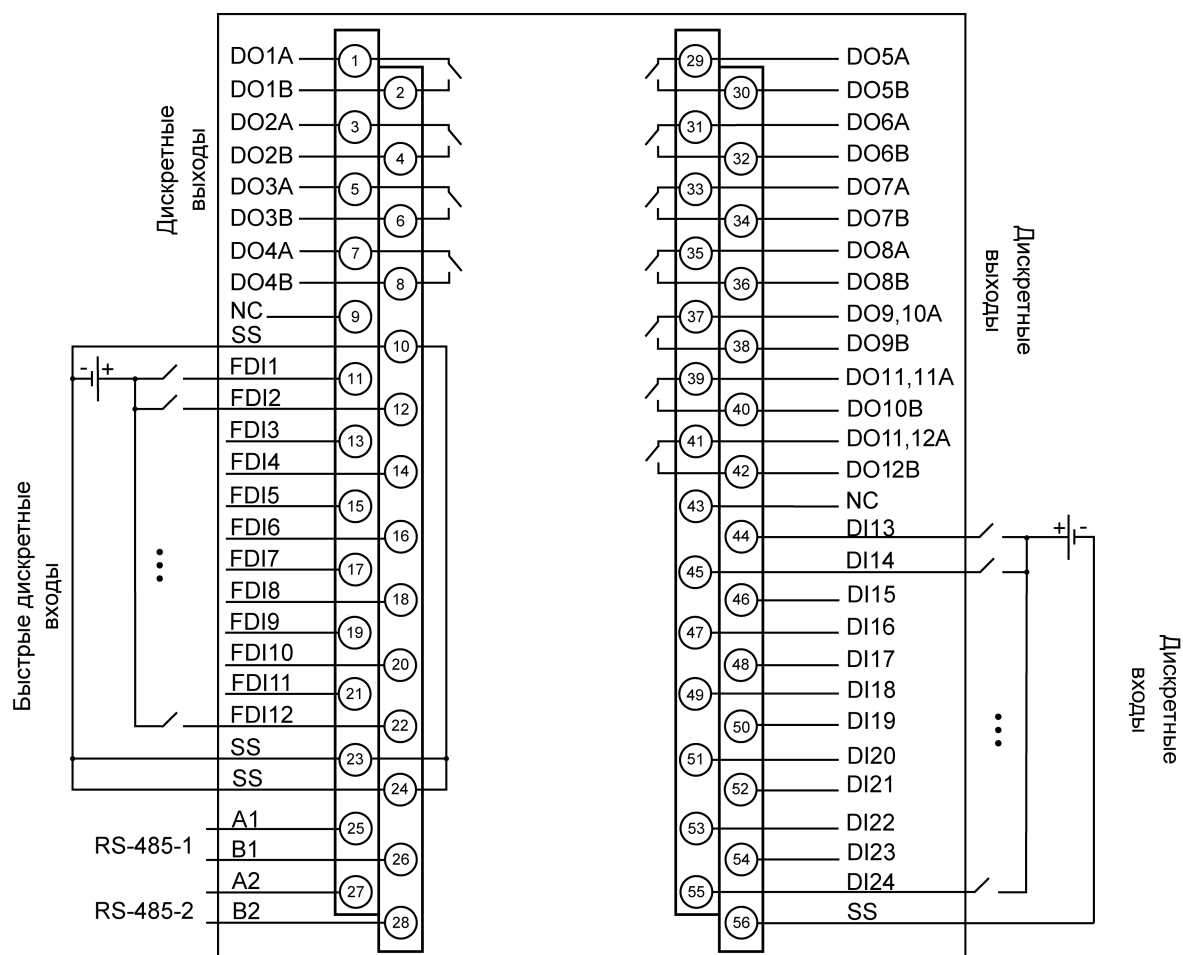 Дискретные
выходы
DO1A 1
DO1B 2
DO2A 3
DO2B 4
DO3A 5
DO3B 6
DO4A 7
DO4B 8
NC 9
SS 10
- +
FDI1 11
FDI2 12
FDI3 13
FDI4 14
FDI5 15
FDI6 16
FDI7 17
FDI8 18
FDI9 19
FDI10 20
FDI11 21
FDI12 22
SS 23
SS 24
Быстрые дискретные
входы
RS-485-1
A1 25
B1 26
RS-485-2
A2 27
B2 28
29 DO5A
30 DO5B
31 DO6A
32 DO6B
33 DO7A
34 DO7B
35 DO8A
36 DO8B
37 DO9,10A
38 DO9B
39 DO11,11A
40 DO10B
41 DO11,12A
42 DO12B
43 NC
Дискретные
выходы
44 DI13
+ -
45 DI14
46 DI15
47 DI16
48 DI17
49 DI18
50 DI19
51 DI20
52 DI21
53 DI22
54 DI23
55 DI24
56 SS
Дискретные
входы